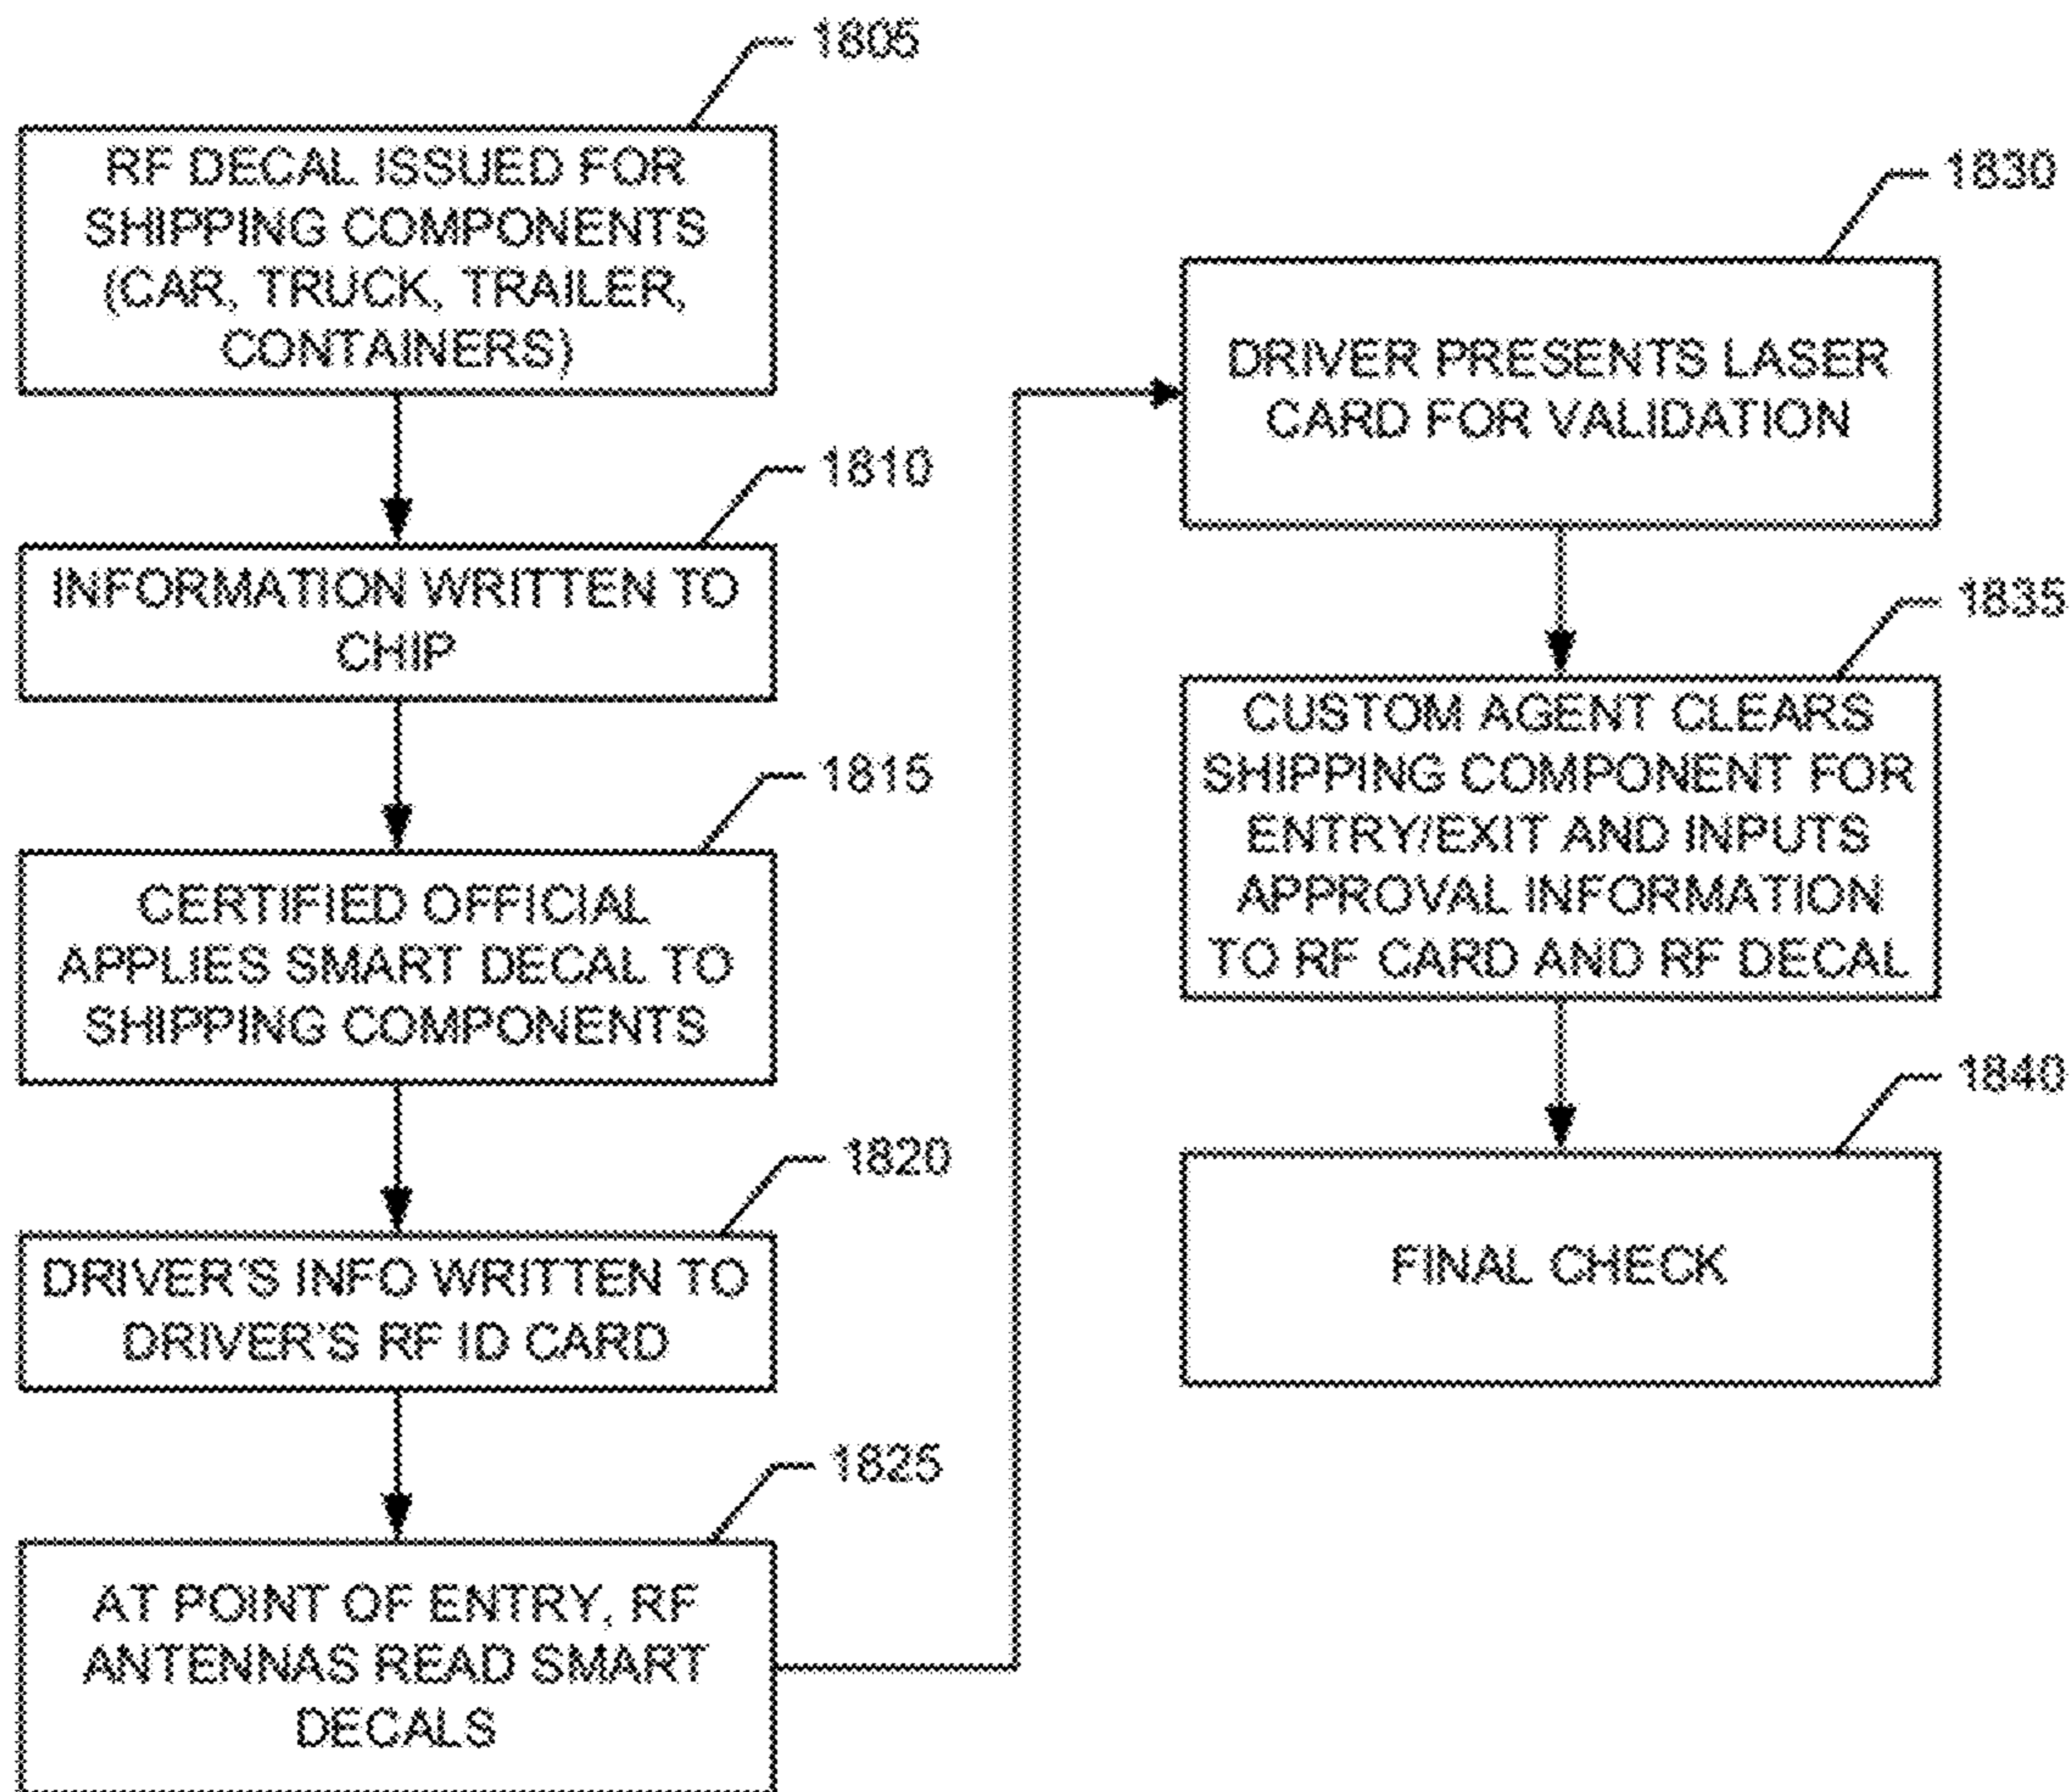 1805
RF DECAL ISSUED FOR
SHIPPING COMPONENTS
(CAR, TRUCK, TRAILER,
CONTAINERS)
1810
INFORMATION WRITTEN TO
CHIP
1815
CERTIFIED OFFICIAL
APPLIES SMART DECAL TO
SHIPPING COMPONENTS
1820
DRIVER'S INFO WRITTEN TO
DRIVER'S RF ID CARD
1825
AT POINT OF ENTRY, RF
ANTENNAS READ SMART
DECALS
1830
DRIVER PRESENTS LASER
CARD FOR VALIDATION
1835
CUSTOM AGENT CLEARS
SHIPPING COMPONENT FOR
ENTRY/EXIT AND INPUTS
APPROVAL INFORMATION
TO RF CARD AND RF DECAL
1840
FINAL CHECK